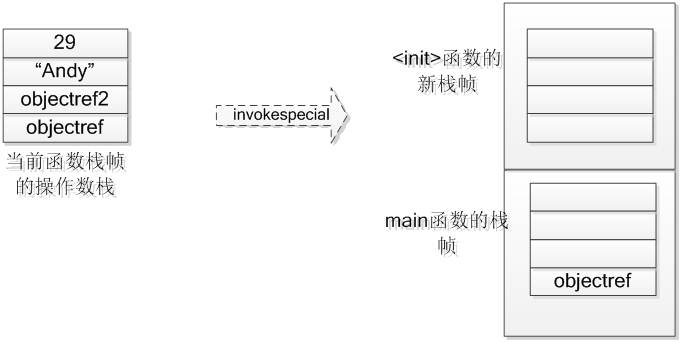 29
“Andy”
objectref2
objectref
当前函数栈帧
的操作数栈
invokespecial
<init>函数的
新栈帧
main函数的栈
帧
objectref